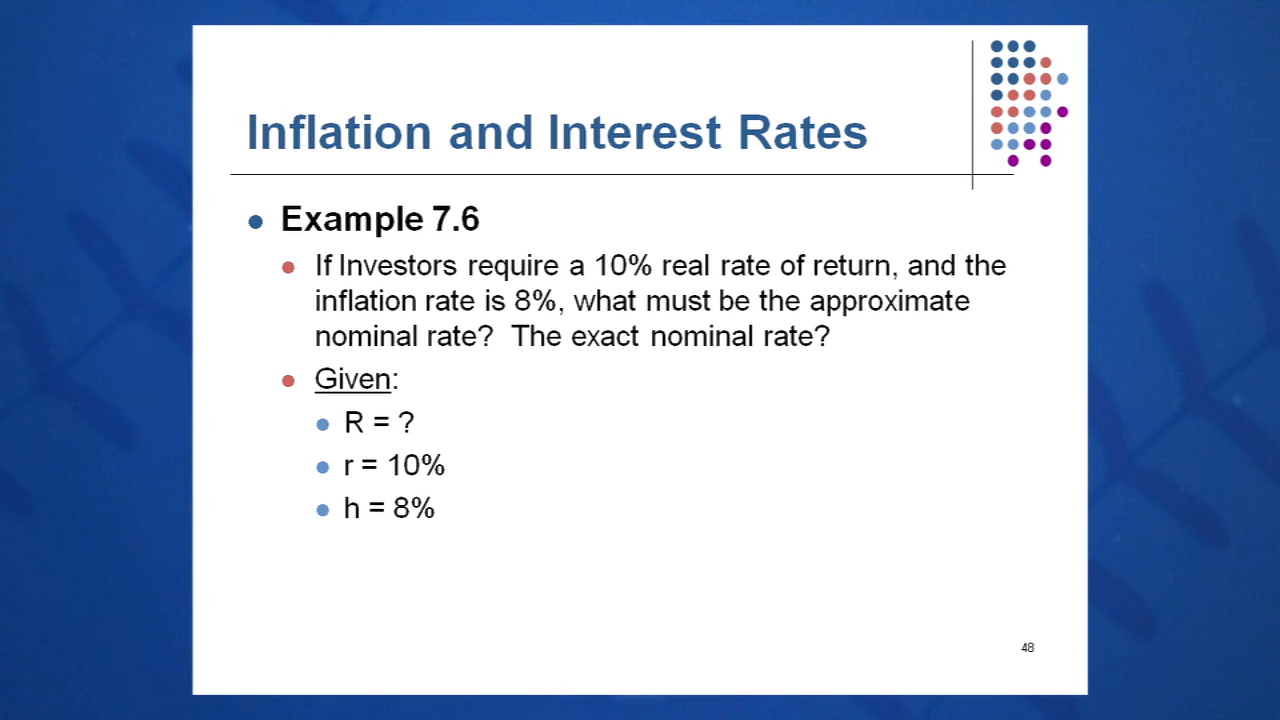 Inflation and Interest Rates
Example 7.6
If Investors require a 10% real rate of return, and the
inflation rate is 8%, what must be the approximate
nominal rate? The exact nominal rate?
Given:
R = ?
r = 10%
h = 8%
48